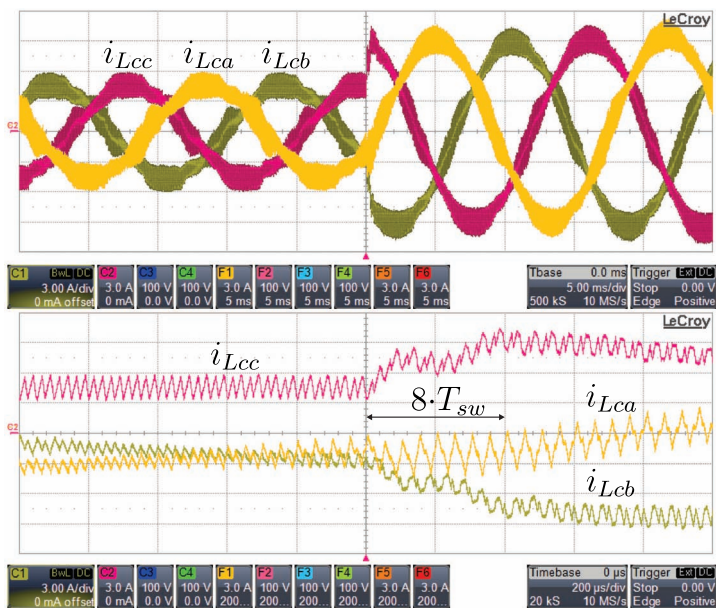 LeCroy
i_Lcc i_Lca i_Lcb
C2
C1 BwL DC C2 C3 C4 F1 F2 F3 F4 F5 F6 Tbase 0.0 ms Trigger Ext DC
3.00 A/div 3.0 A 100 V 100 V 3.0 A 100 V 100 V 100 V 3.0 A 3.0 A 5.00 ms/div Stop 0.00 V
0 mA offset 0 mA 0.0 V 0.0 V 5 ms 5 ms 5 ms 5 ms 5 ms 5 ms 500 kS 10 MS/s Edge Positive
LeCroy
i_Lcc
8·T_sw
i_Lca
C2
i_Lcb
C1 BwL DC C2 C3 C4 F1 F2 F3 F4 F5 F6 Timebase 0 µs Trigger Ext DC
3.00 A/div 3.0 A 100 V 100 V 3.0 A 100 V 100 V 100 V 3.0 A 3.0 A 200 µs/div Stop 0.00 V
0 mA offset 0 mA 0.0 V 0.0 V 200... 200... 200... 200... 200... 200... 20 kS 10 MS/s Edge Positive